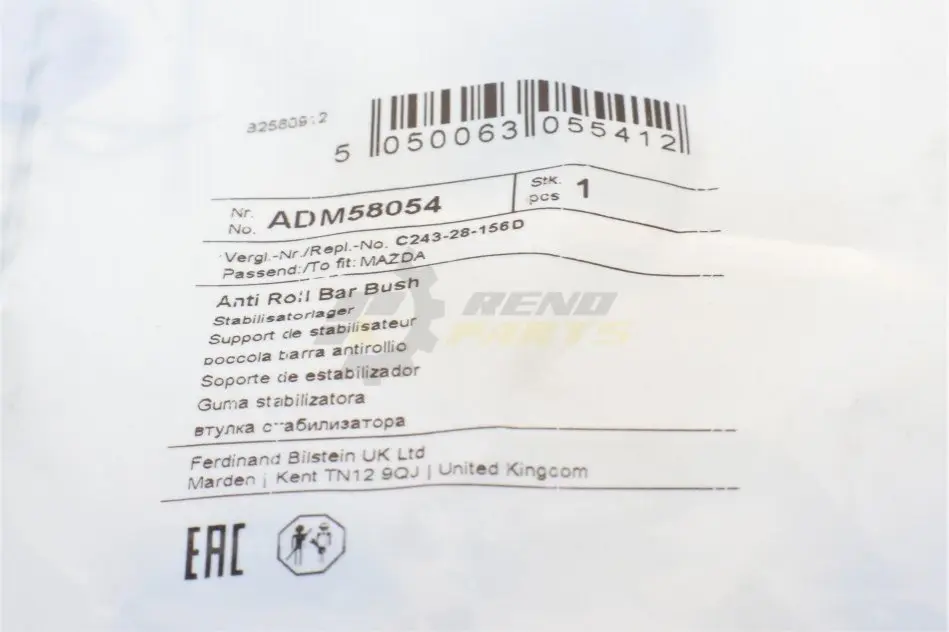 82580912
5 050063 055412
Nr. No. ADM58054 Stk. pcs 1
Vergl.-Nr./Repl.-No. C243-28-156D
Passend:/To fit: MAZDA
Anti Roll Bar Bush
Stabilisatorlager
Support de stabilisateur
boccola barra antirollio
Soporte de estabilizador
Guma stabilizatora
втулка стабилизатора
Ferdinand Bilstein UK Ltd
Marden | Kent TN12 9QJ | United Kingdom
EAC
RENO
PARTS